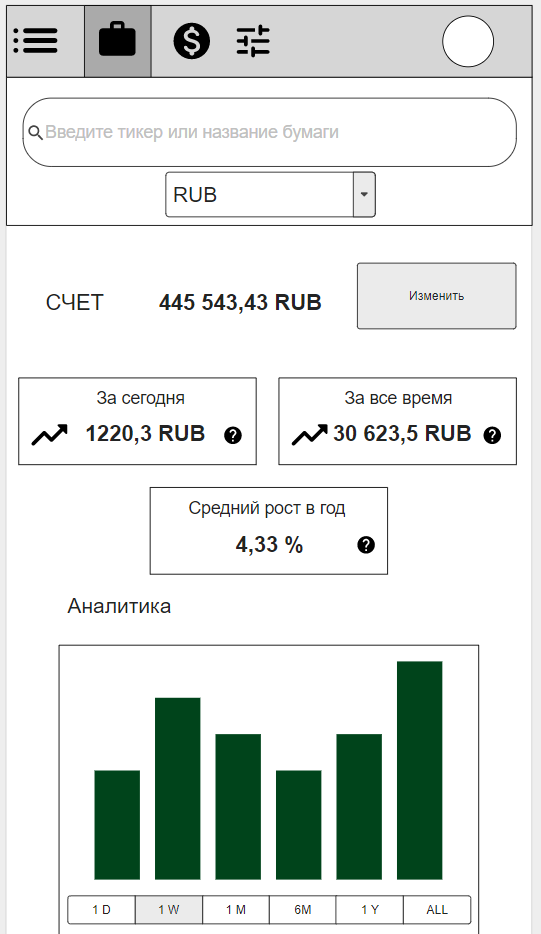 Введите тикер или название бумаги
RUB
СЧЕТ 445 543,43 RUB Изменить
За сегодня За все время
1220,3 RUB 30 623,5 RUB
Средний рост в год
4,33 %
Аналитика
1 D 1 W 1 M 6M 1 Y ALL